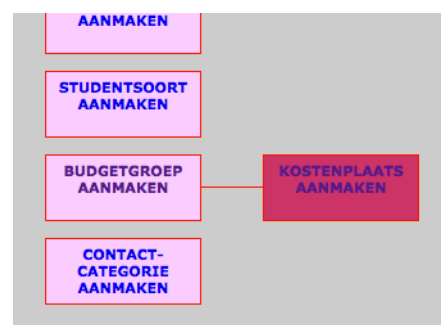 AANMAKEN
STUDENTSOORT
AANMAKEN
BUDGETGROEP
AANMAKEN
KOSTENPLAATS
AANMAKEN
CONTACT-
CATEGORIE
AANMAKEN